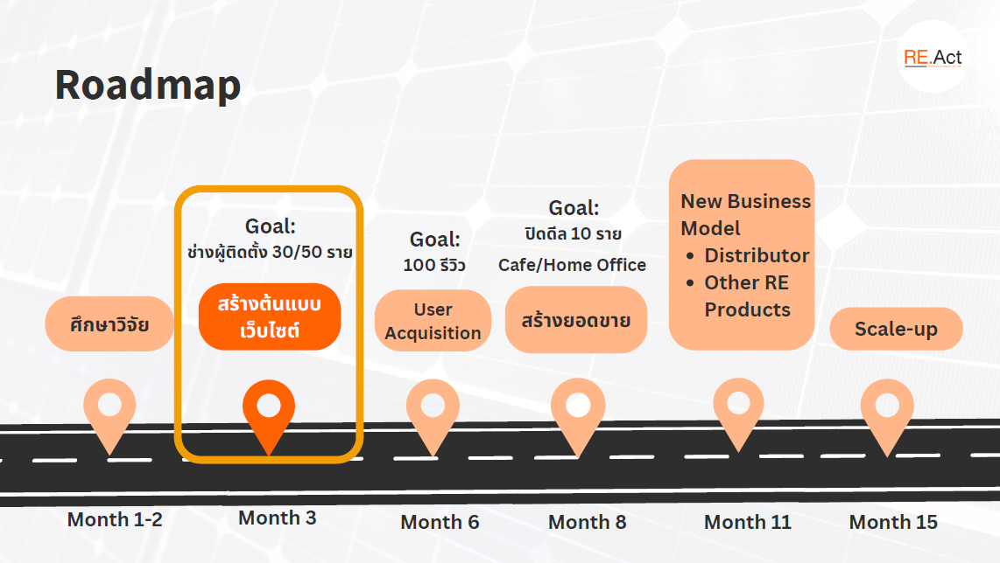 RE.Act
Roadmap
ศึกษาวิจัย
Month 1-2
Goal:
ช่างผู้ติดตั้ง 30/50 ราย
สร้างต้นแบบ
เว็บไซต์
Month 3
Goal:
100 รีวิว
User
Acquisition
Month 6
Goal:
ปิดดีล 10 ราย
Cafe/Home Office
สร้างยอดขาย
Month 8
New Business
Model
• Distributor
• Other RE
Products
Month 11
Scale-up
Month 15